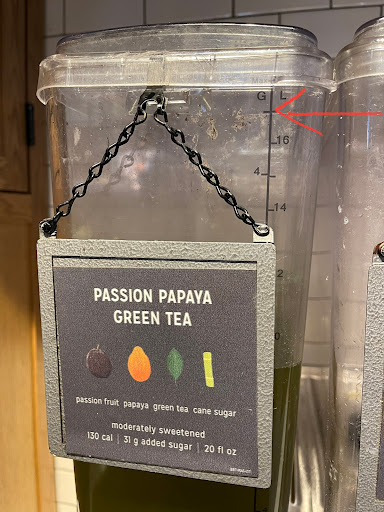 G L
16
4
14
2
PASSION PAPAYA
GREEN TEA
passion fruit papaya green tea cane sugar
moderately sweetened
130 cal | 31 g added sugar | 20 fl oz